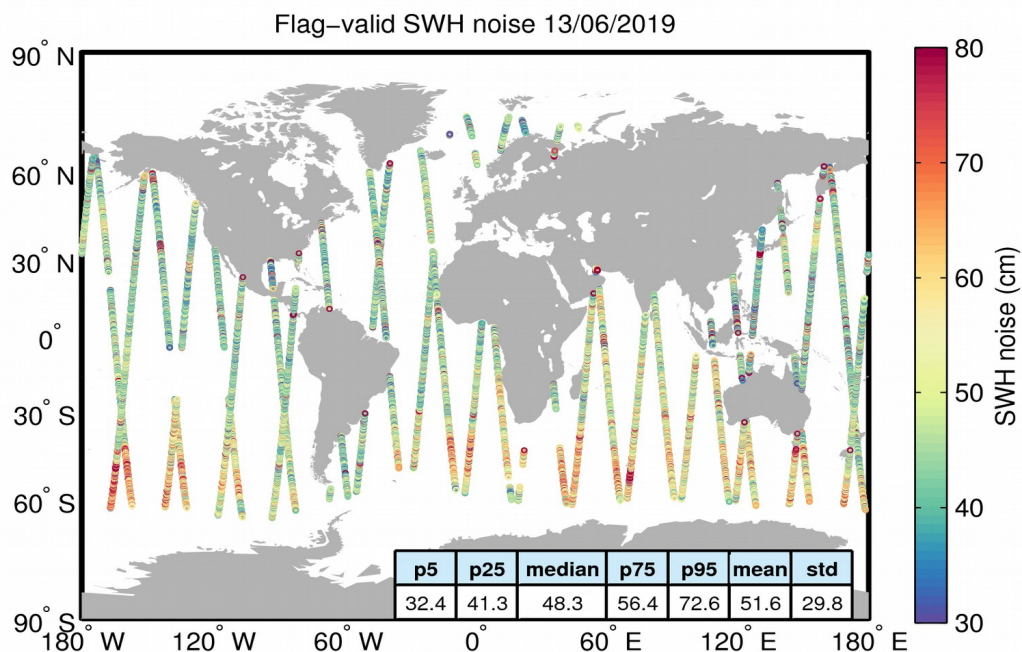 Flag−valid SWH noise 13/06/2019
90° N
60° N
30° N
0°
30° S
60° S
90° S
180° W
120° W
60° W
0°
60° E
120° E
180° E
p5 p25 median p75 p95 mean std
32.4 41.3 48.3 56.4 72.6 51.6 29.8
80
70
60
50
40
30
SWH noise (cm)